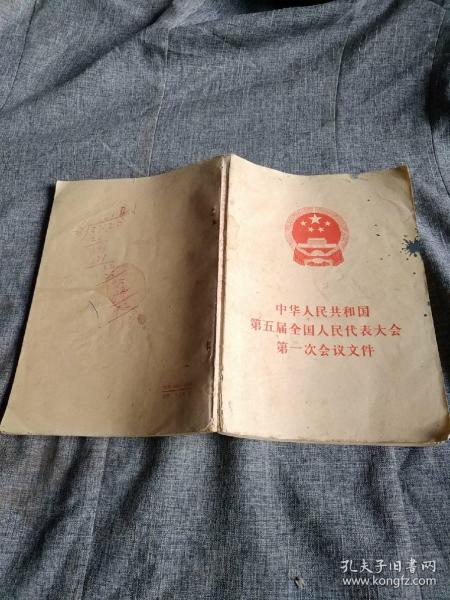 中华人民共和国
第五届全国人民代表大会
第一次会议文件
孔夫子旧书网
www.kongfz.com